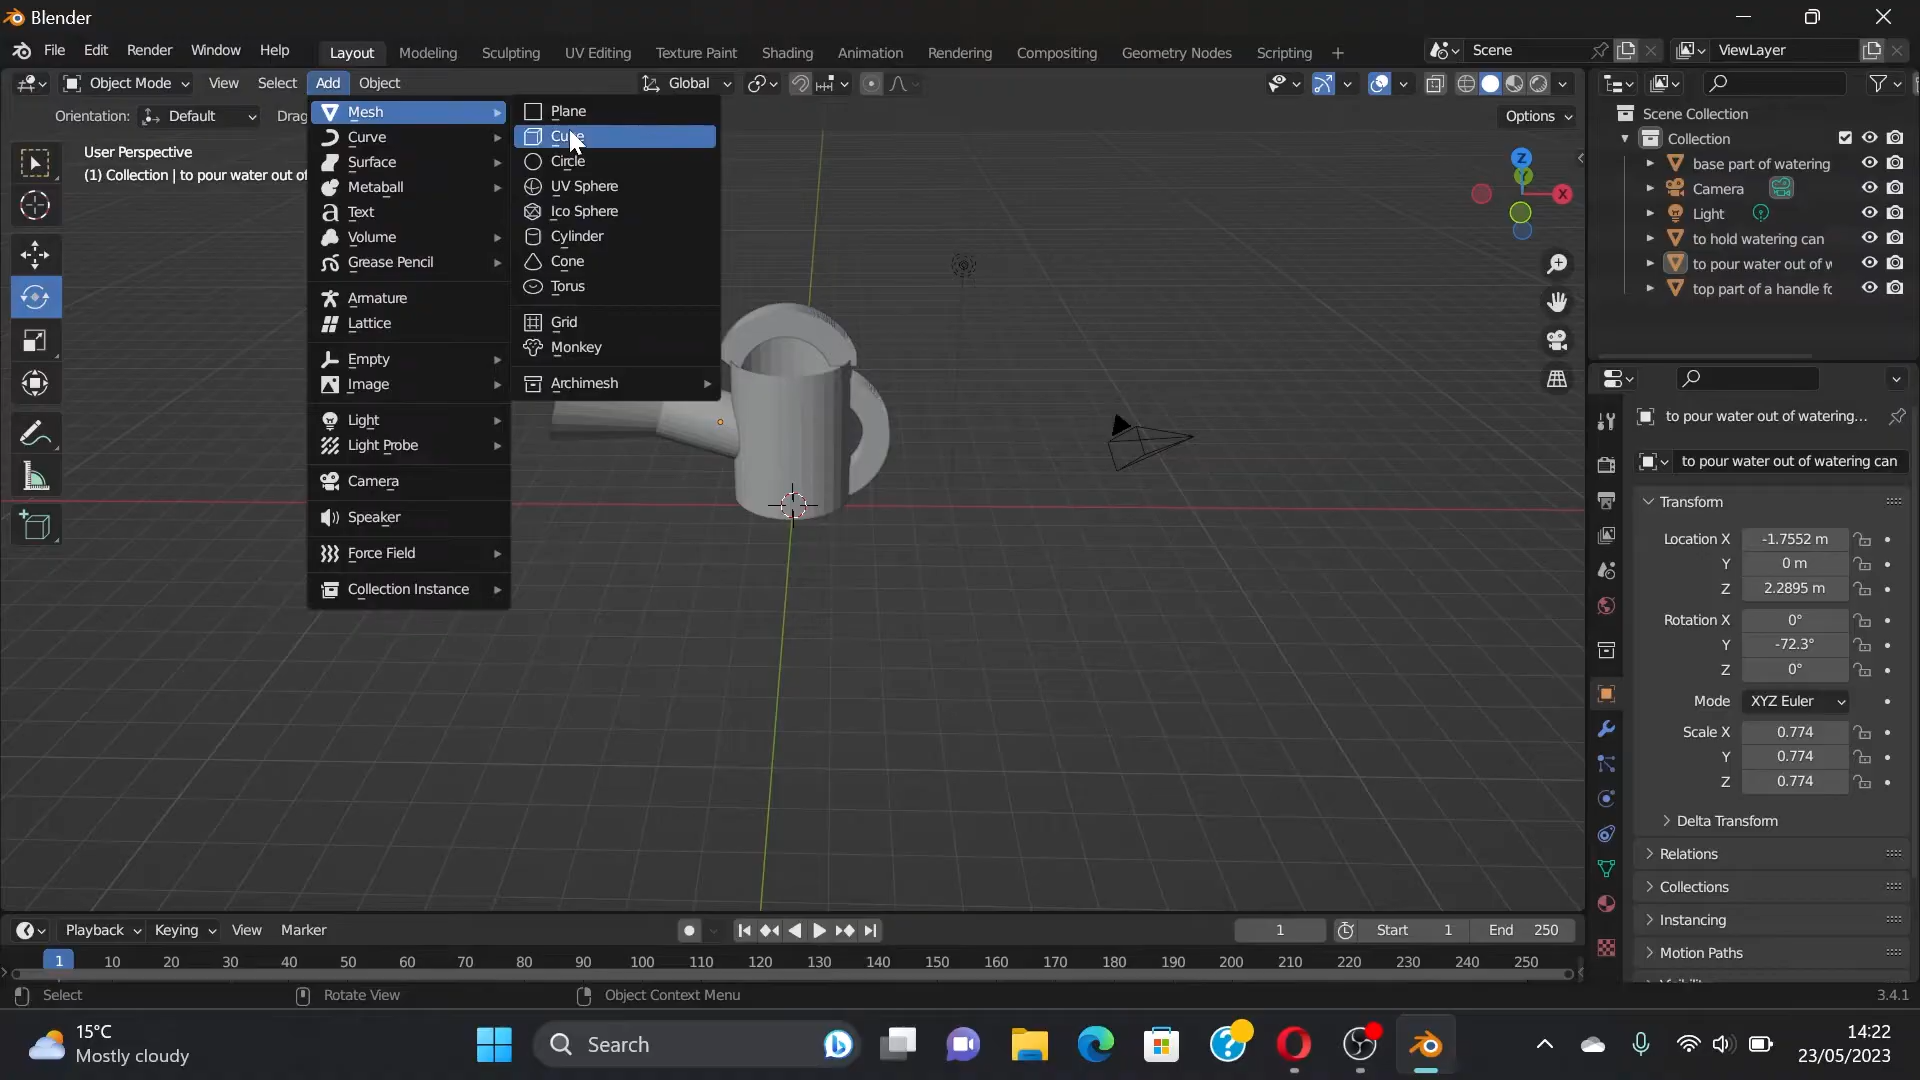 Blender
File Edit Render Window Help
Layout Modeling Sculpting UV Editing Texture Paint Shading Animation Rendering Compositing Geometry Nodes Scripting +
Scene
ViewLayer
Object Mode View Select Add Object
Global
Orientation: Default Drag
Options
User Perspective
(1) Collection | to pour water out of
Mesh
Curve
Surface
Metaball
Text
Volume
Grease Pencil
Armature
Lattice
Empty
Image
Light
Light Probe
Camera
Speaker
Force Field
Collection Instance
Plane
Cube
Circle
UV Sphere
Ico Sphere
Cylinder
Cone
Torus
Grid
Monkey
Archimesh
Z
Y
X
Scene Collection
Collection
base part of watering
Camera
Light
to hold watering can
to pour water out of w
top part of a handle fo
to pour water out of watering...
to pour water out of watering can
Transform
Location X -1.7552 m
Y 0 m
Z 2.2895 m
Rotation X 0°
Y -72.3°
Z 0°
Mode XYZ Euler
Scale X 0.774
Y 0.774
Z 0.774
Delta Transform
Relations
Collections
Instancing
Motion Paths
Playback Keying View Marker
1 Start 1 End 250
1 10 20 30 40 50 60 70 80 90 100 110 120 130 140 150 160 170 180 190 200 210 220 230 240 250
Select Rotate View Object Context Menu 3.4.1
15°C
Mostly cloudy
Search
14:22
23/05/2023